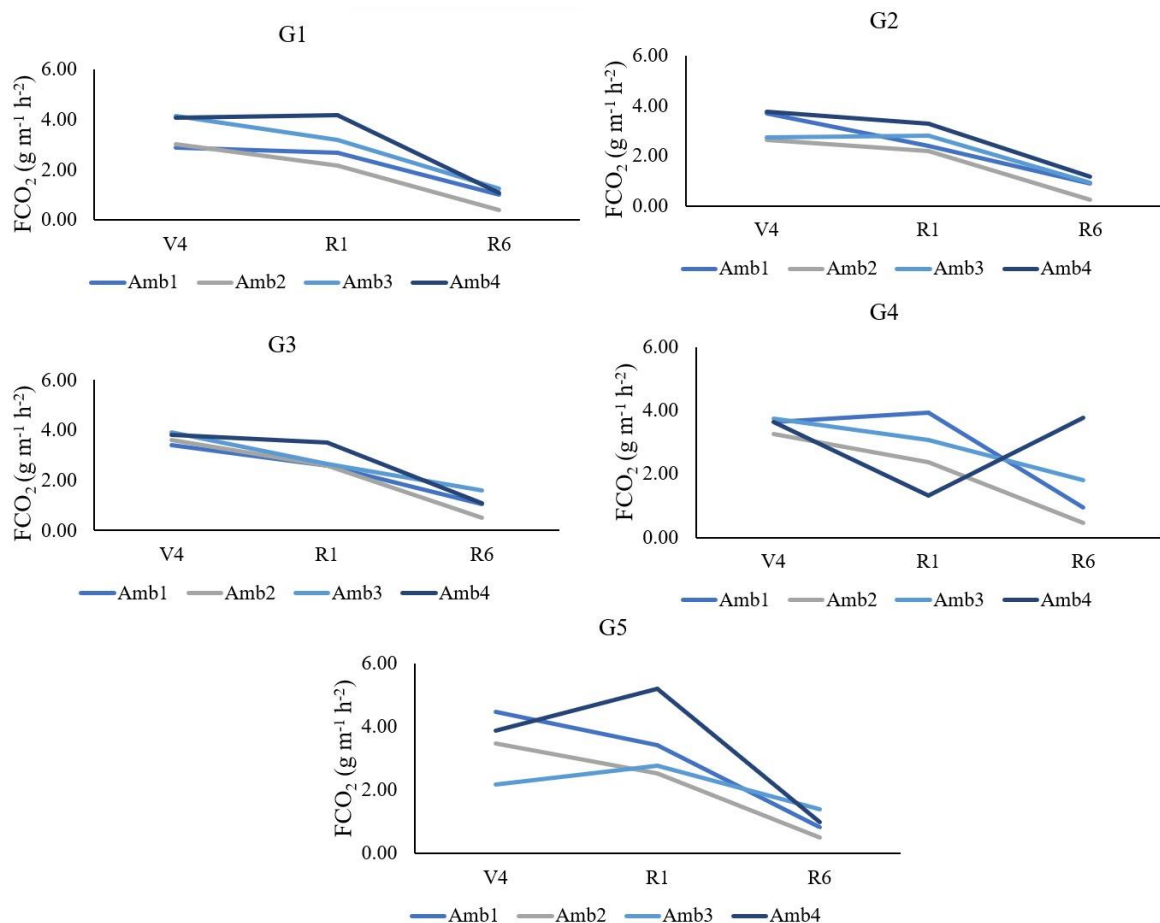 G1
FCO₂ (g m⁻¹ h⁻²)
6.00
4.00
2.00
0.00
V4 R1 R6
Amb1 Amb2 Amb3 Amb4
G2
FCO₂ (g m⁻¹ h⁻²)
6.00
4.00
2.00
0.00
V4 R1 R6
Amb1 Amb2 Amb3 Amb4
G3
FCO₂ (g m⁻¹ h⁻²)
6.00
4.00
2.00
0.00
V4 R1 R6
Amb1 Amb2 Amb3 Amb4
G4
FCO₂ (g m⁻¹ h⁻²)
6.00
4.00
2.00
0.00
V4 R1 R6
Amb1 Amb2 Amb3 Amb4
G5
FCO₂ (g m⁻¹ h⁻²)
6.00
4.00
2.00
0.00
V4 R1 R6
Amb1 Amb2 Amb3 Amb4